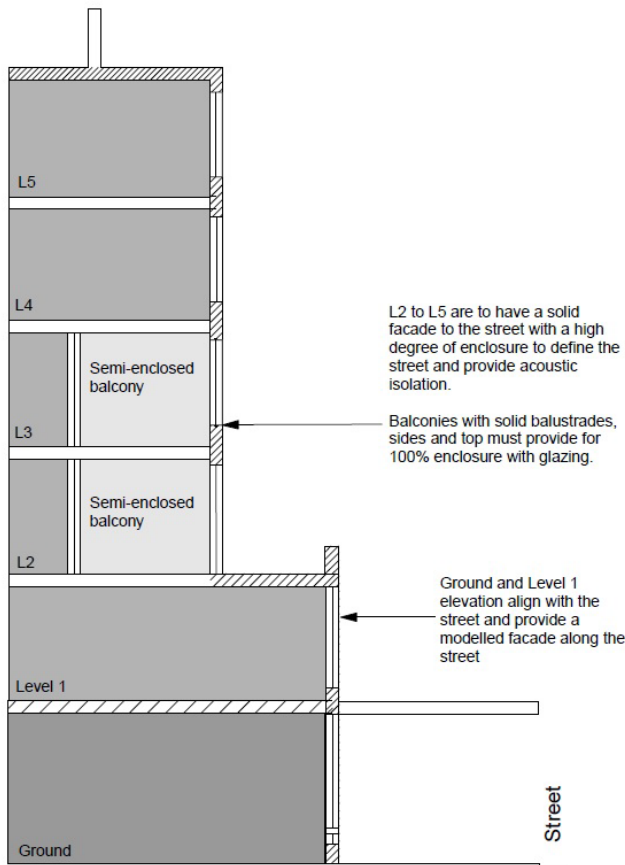 L5
L4
L2 to L5 are to have a solid
facade to the street with a high
degree of enclosure to define the
street and provide acoustic
isolation.
Semi-enclosed
balcony
L3
Balconies with solid balustrades,
sides and top must provide for
100% enclosure with glazing.
Semi-enclosed
balcony
L2
Ground and Level 1
elevation align with the
street and provide a
modelled facade along the
street
Level 1
Street
Ground